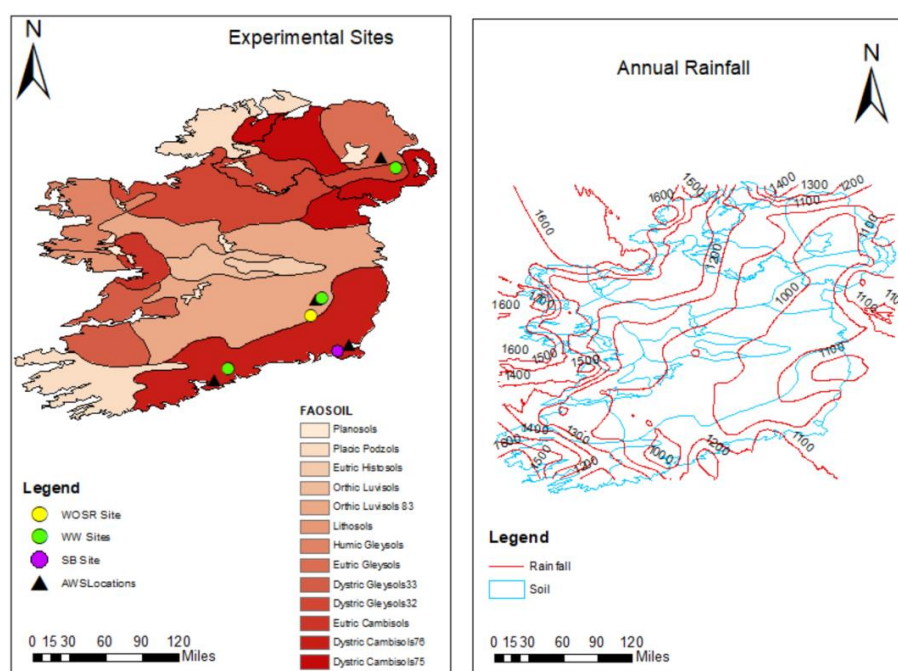 N
Experimental Sites
FAOSOIL
Planosols
Placic Podzols
Eutric Histosols
Orthic Luvisols
Orthic Luvisols 83
Lithosols
Humic Gleysols
Eutric Gleysols
Dystric Gleysols33
Dystric Gleysols32
Eutric Cambisols
Dystric Cambisols76
Dystric Cambisols75
Legend
WOSR Site
WW Sites
SB Site
AWSLocations
0 15 30 60 90 120
Miles
N
Annual Rainfall
1600
1400
1300
1200
1600
1100
1600
1100
1200
1000
1600
1100
1500
1500
1600
1400
1100
1400
1300
1200
1100
1000
1500
1200
Legend
Rainfall
Soil
0 15 30 60 90 120
Miles